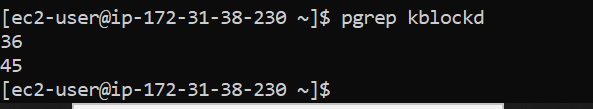 [ec2-user@ip-172-31-38-230 ~]$ pgrep kblockd
36
45
[ec2-user@ip-172-31-38-230 ~]$